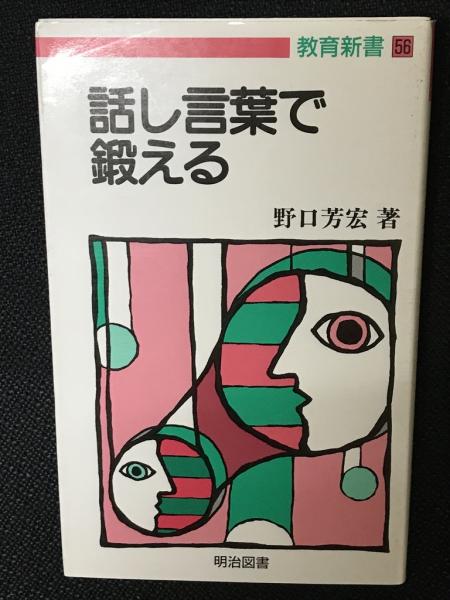 教育新書 56
話し言葉で
鍛える
野口芳宏 著
明治図書